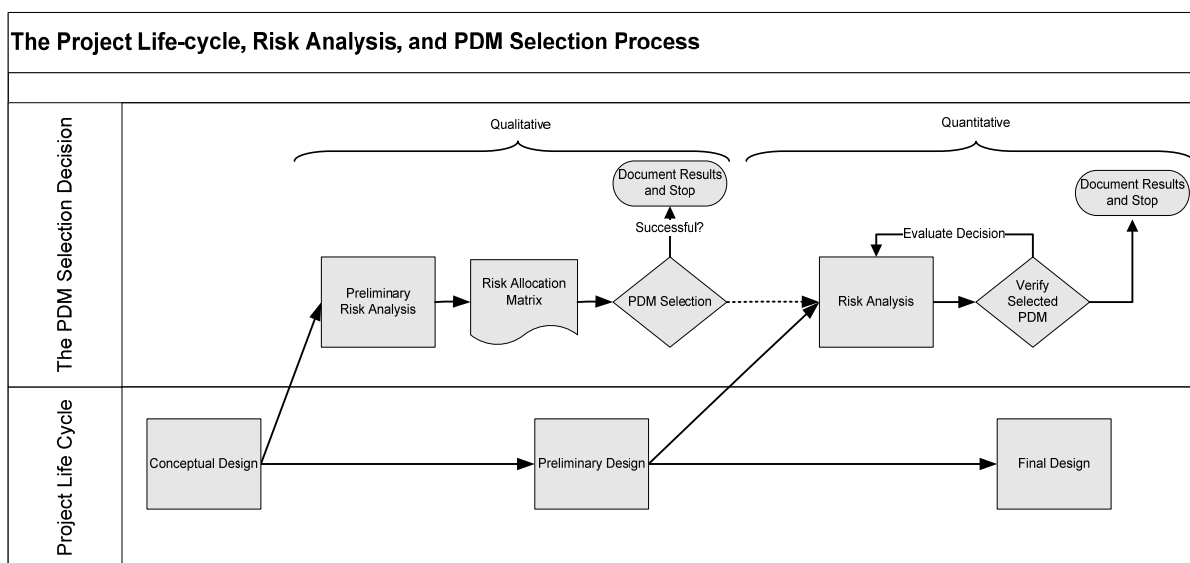 The Project Life-cycle, Risk Analysis, and PDM Selection Process
The PDM Selection Decision
Qualitative
Quantitative
Document Results
and Stop
Successful?
Preliminary
Risk Analysis
Risk Allocation
Matrix
PDM Selection
Document Results
and Stop
Evaluate Decision
Risk Analysis
Verify
Selected
PDM
Project Life Cycle
Conceptual Design
Preliminary Design
Final Design